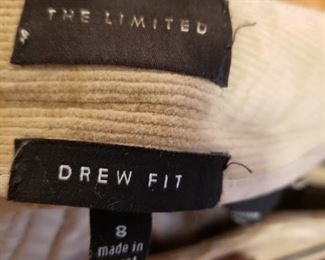 THE LIMITED
DREW FIT
8
made in